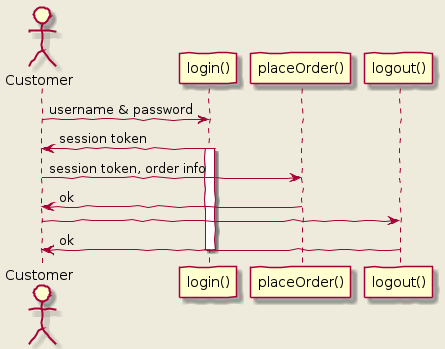 Customer
login()
placeOrder()
logout()
username & password
session token
session token, order info
ok
ok
Customer
login()
placeOrder()
logout()